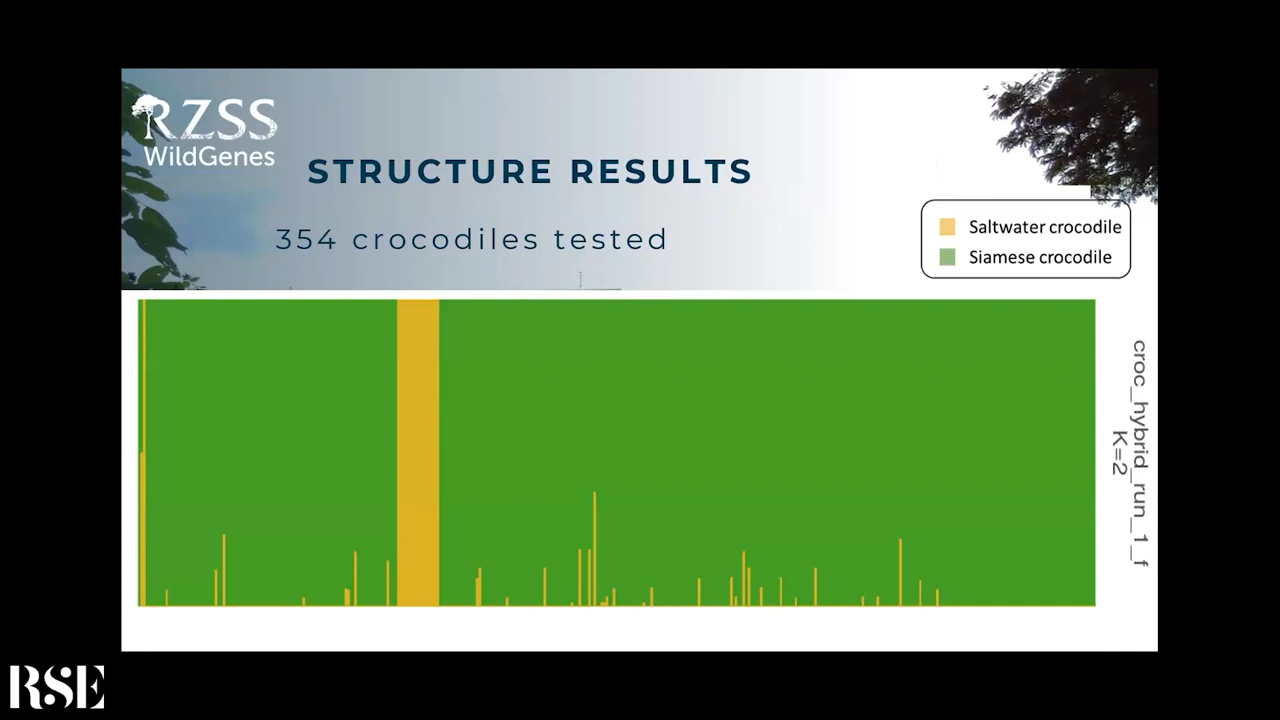 RZSS
WildGenes
STRUCTURE RESULTS
354 crocodiles tested
Saltwater crocodile
Siamese crocodile
croc_hybrid_run_1_f
K=2
RSE